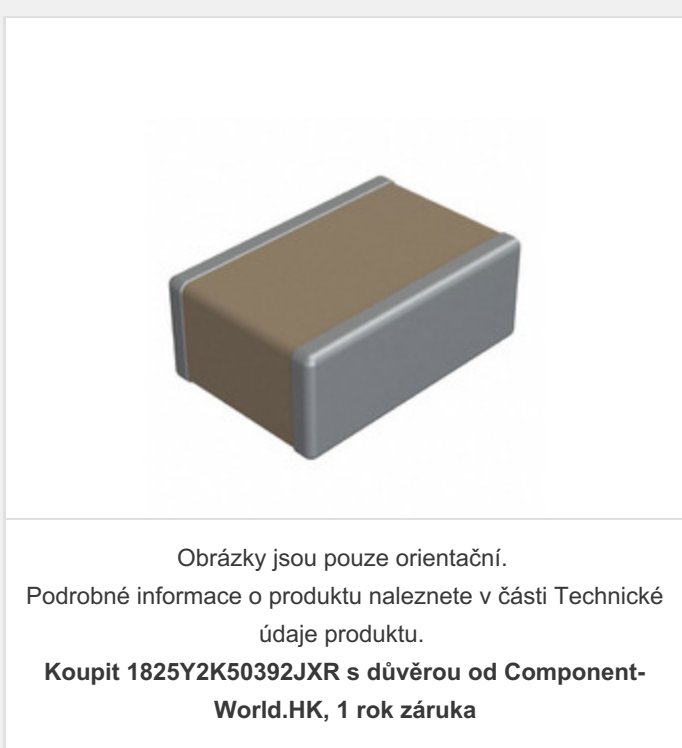 Obrázky jsou pouze orientační.
Podrobné informace o produktu naleznete v části Technické
údaje produktu.
Koupit 1825Y2K50392JXR s důvěrou od Component-
World.HK, 1 rok záruka